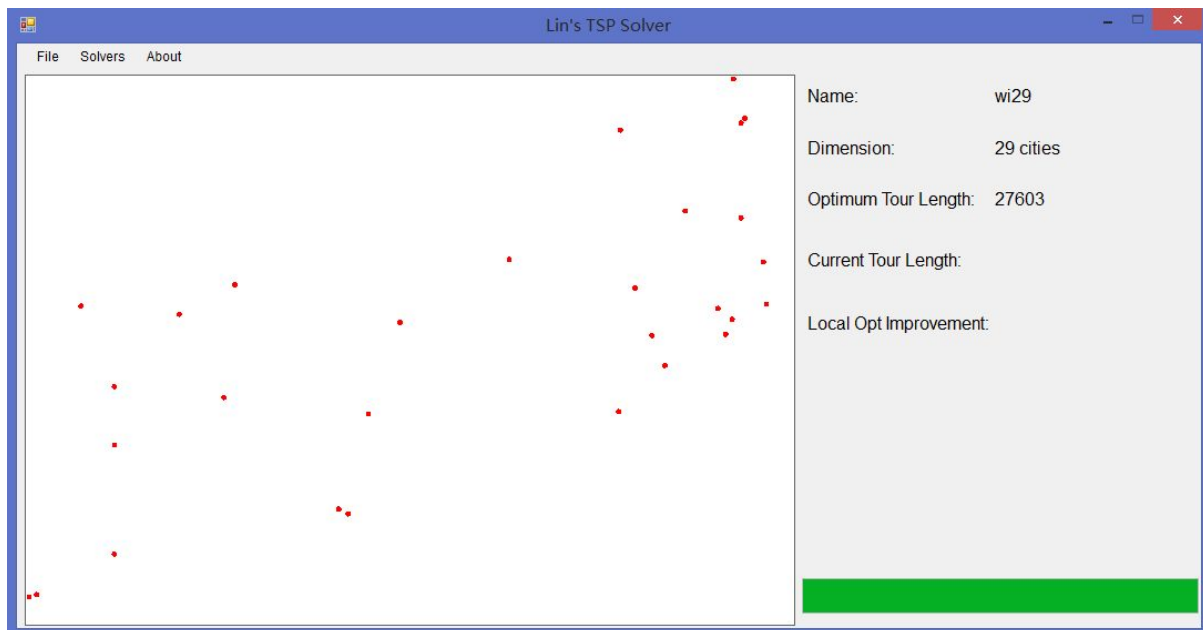 Lin's TSP Solver
File Solvers About
Name: wi29
Dimension: 29 cities
Optimum Tour Length: 27603
Current Tour Length:
Local Opt Improvement: